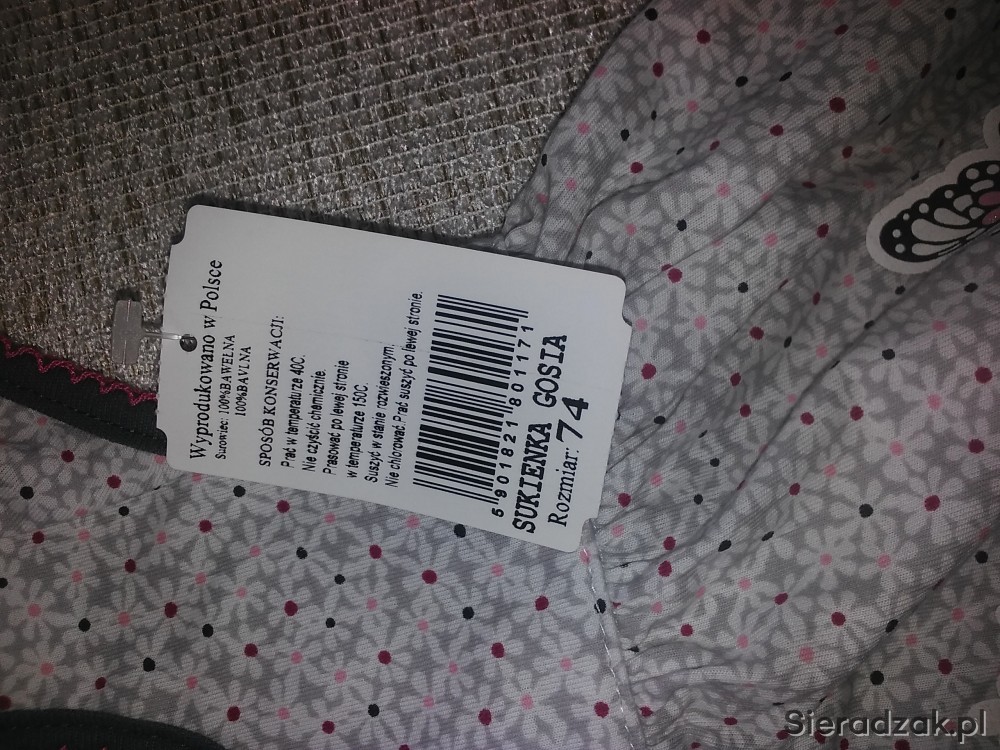 Wyprodukowano w Polsce
Surowiec: 100%BAWEŁNA
100%BAVLNA
SPOSÓB KONSERWACJI:
Prać w temperaturze 40C.
Nie czyścić chemicznie.
Prasować po lewej stronie
w temperaturze 150C.
Suszyć w stanie rozwieszonym.
Nie chlorować.Prać suszyć po lewej stronie.
5 901821 801171
SUKIENKA GOSIA
Rozmiar: 74
Sieradzak.pl